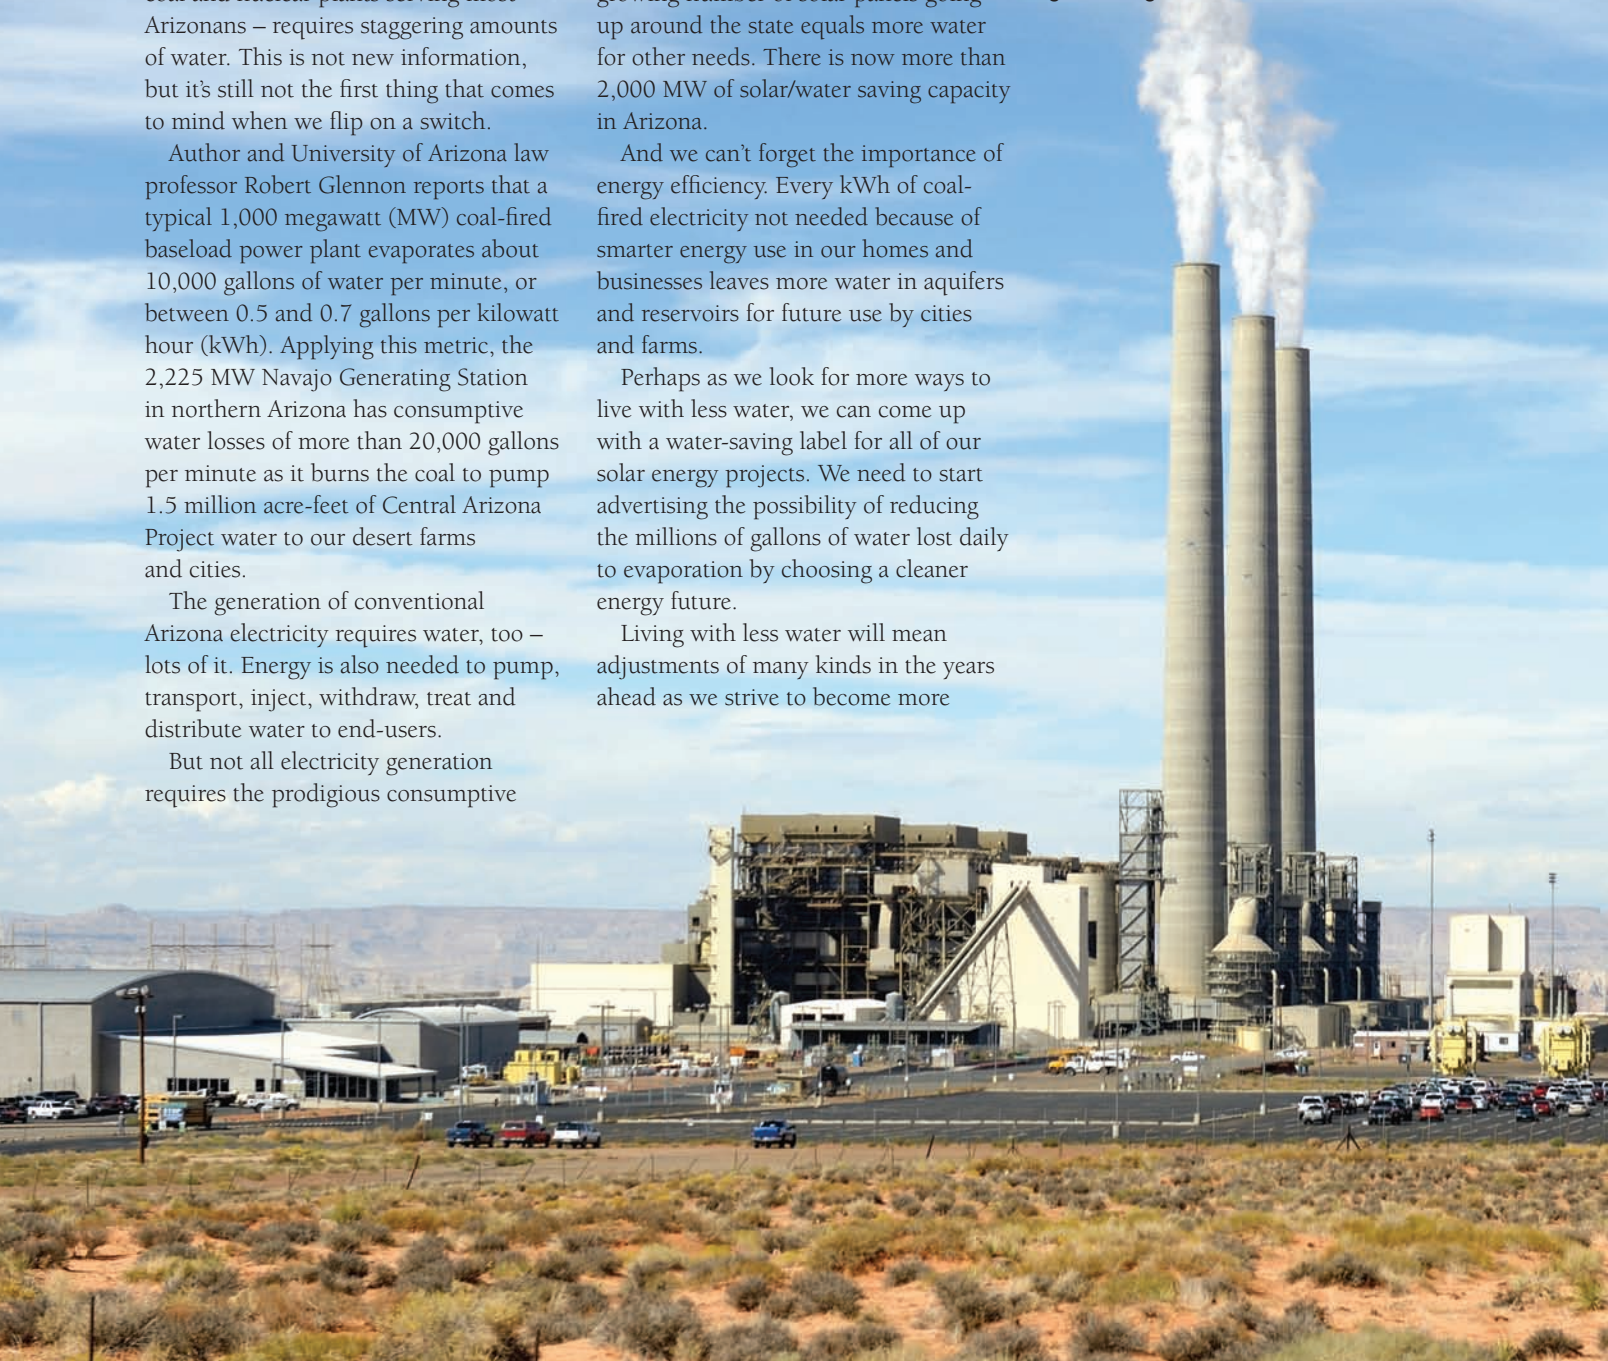 coal and nuclear plants serving most
Arizonans – requires staggering amounts
of water. This is not new information,
but it’s still not the first thing that comes
to mind when we flip on a switch.
Author and University of Arizona law
professor Robert Glennon reports that a
typical 1,000 megawatt (MW) coal-fired
baseload power plant evaporates about
10,000 gallons of water per minute, or
between 0.5 and 0.7 gallons per kilowatt
hour (kWh). Applying this metric, the
2,225 MW Navajo Generating Station
in northern Arizona has consumptive
water losses of more than 20,000 gallons
per minute as it burns the coal to pump
1.5 million acre-feet of Central Arizona
Project water to our desert farms
and cities.
The generation of conventional
Arizona electricity requires water, too –
lots of it. Energy is also needed to pump,
transport, inject, withdraw, treat and
distribute water to end-users.
But not all electricity generation
requires the prodigious consumptive
growing number of solar panels going
up around the state equals more water
for other needs. There is now more than
2,000 MW of solar/water saving capacity
in Arizona.
And we can’t forget the importance of
energy efficiency. Every kWh of coal-
fired electricity not needed because of
smarter energy use in our homes and
businesses leaves more water in aquifers
and reservoirs for future use by cities
and farms.
Perhaps as we look for more ways to
live with less water, we can come up
with a water-saving label for all of our
solar energy projects. We need to start
advertising the possibility of reducing
the millions of gallons of water lost daily
to evaporation by choosing a cleaner
energy future.
Living with less water will mean
adjustments of many kinds in the years
ahead as we strive to become more